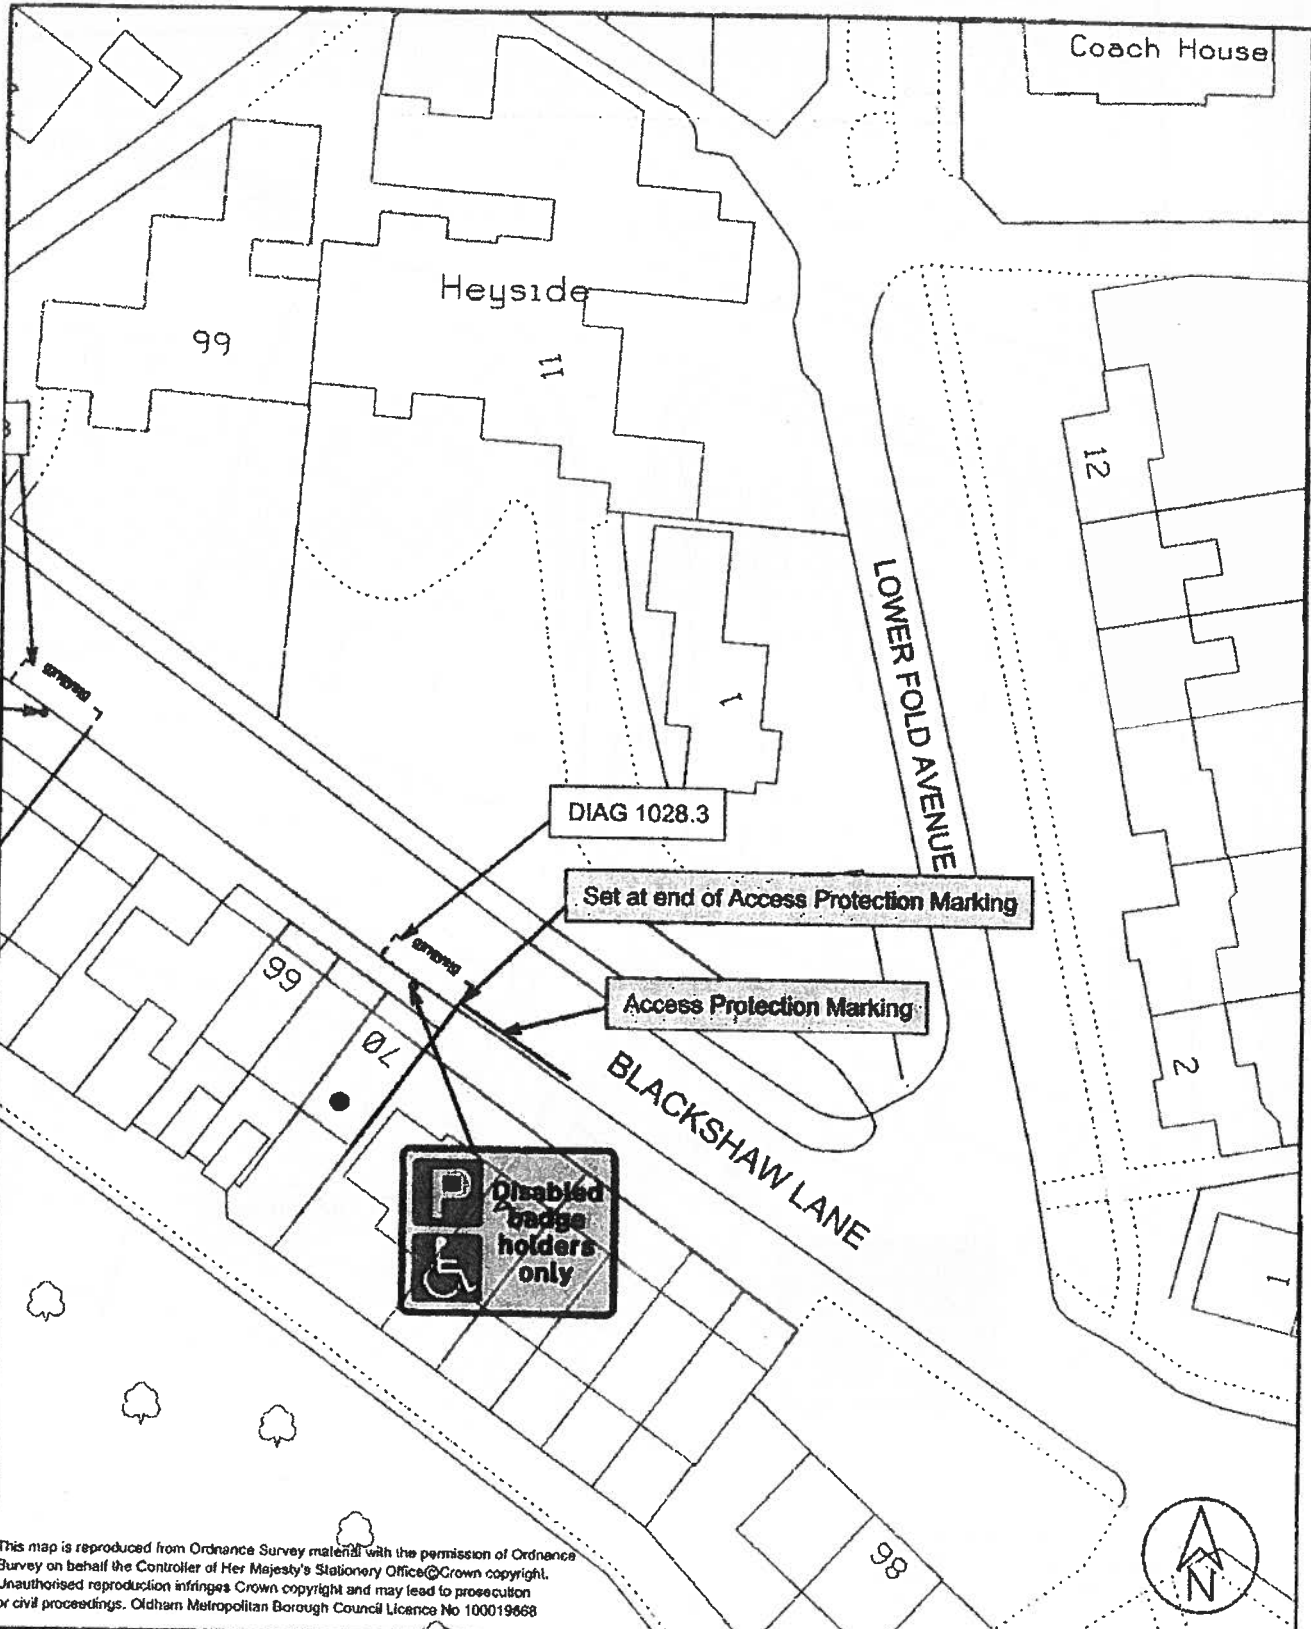 Coach House
Heyside
99
11
12
3
LOWER FOLD AVENUE
1
Disabled
DIAG 1028.3
Set at end of Access Protection Marking
66
Disabled
Access Protection Marking
70
BLACKSHAW LANE
2
P
Disabled
badge
holders
only
1
98
N
This map is reproduced from Ordnance Survey material with the permission of Ordnance
Survey on behalf the Controller of Her Majesty's Stationery Office©Crown copyright.
Unauthorised reproduction infringes Crown copyright and may lead to prosecution
or civil proceedings. Oldham Metropolitan Borough Council Licence No 100019668